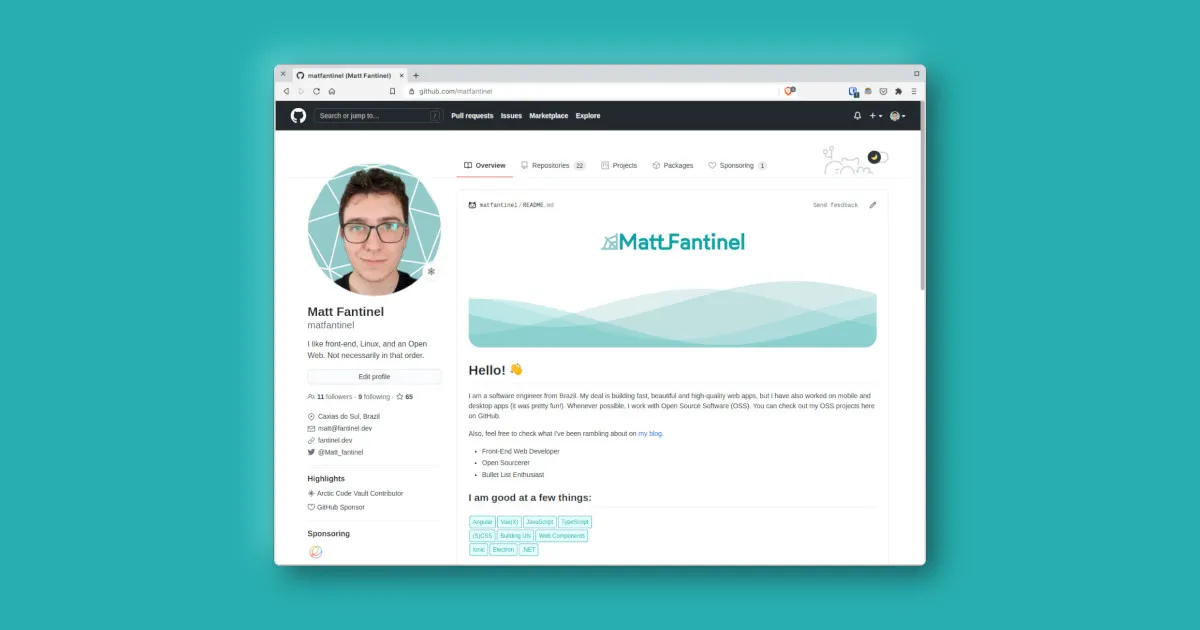 matfantinel (Matt Fantinel)
github.com/matfantinel
Search or jump to...
/
Pull requests Issues Marketplace Explore
Overview Repositories 22 Projects Packages Sponsoring 1
matfantinel/README.md
Send feedback
MattFantinel
Matt Fantinel
matfantinel
I like front-end, Linux, and an Open
Web. Not necessarily in that order.
Edit profile
11 followers · 9 following · 65
Caxias do Sul, Brazil
matt@fantinel.dev
fantinel.dev
@Matt_fantinel
Highlights
Arctic Code Vault Contributor
GitHub Sponsor
Sponsoring
Hello! 👋
I am a software engineer from Brazil. My deal is building fast, beautiful and high-quality web apps, but I have also worked on mobile and
desktop apps (it was pretty fun!). Whenever possible, I work with Open Source Software (OSS). You can check out my OSS projects here
on GitHub.
Also, feel free to check what I've been rambling about on my blog.
• Front-End Web Developer
• Open Sourcerer
• Bullet List Enthusiast
I am good at a few things:
Angular Vue(X) JavaScript TypeScript
(S)CSS Building UIs Web Components
Ionic Electron .NET